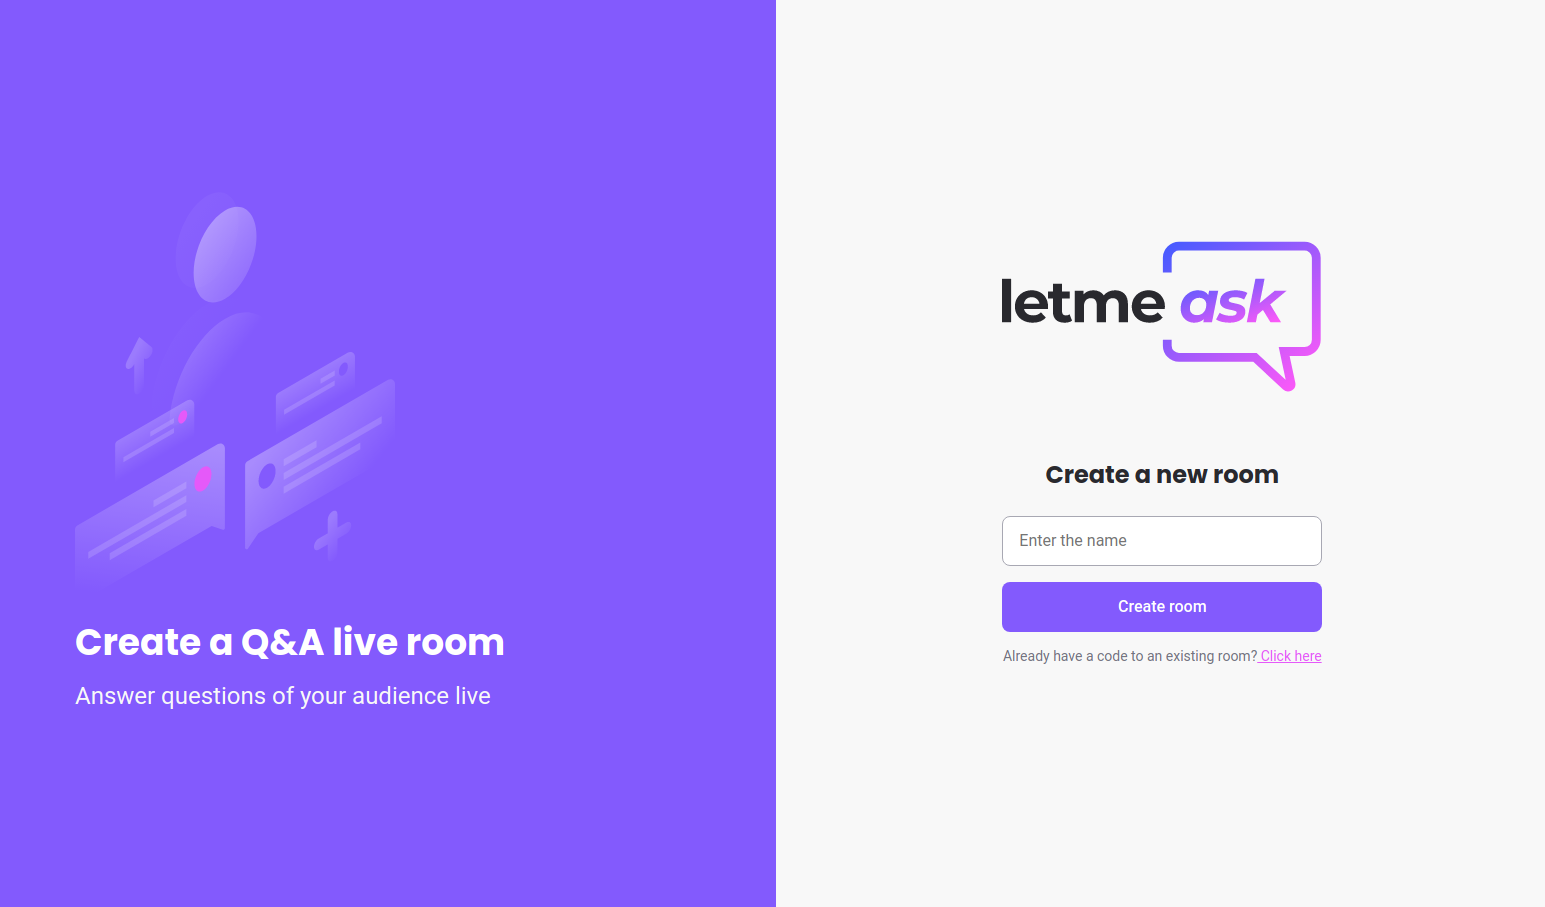 Create a Q&A live room
Answer questions of your audience live
letme ask
Create a new room
Enter the name
Create room
Already have a code to an existing room? Click here